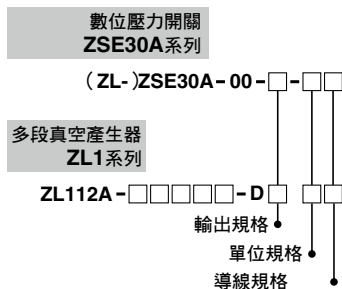 數位壓力開關
ZSE30A系列
(ZL-)ZSE30A-00-□-□□
多段真空產生器
ZL1系列
ZL112A-□□□□□-D□ □□
輸出規格
單位規格
導線規格